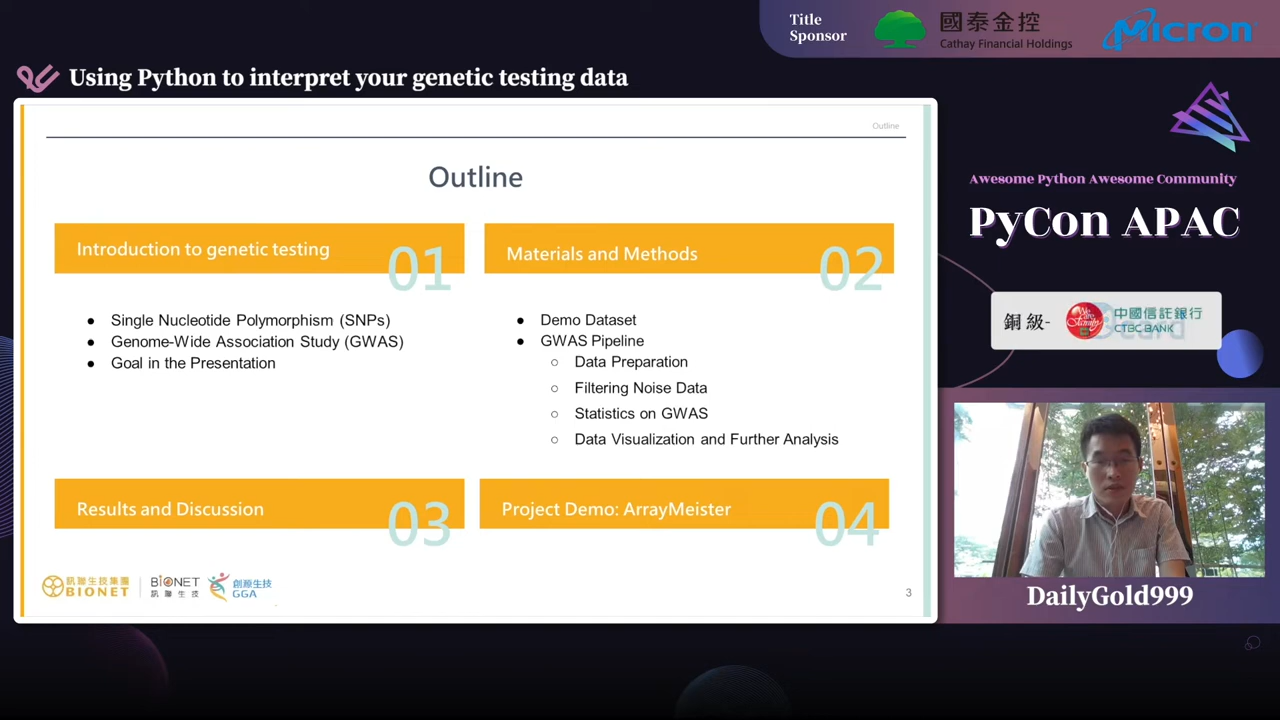 Title
Sponsor
國泰金控
Cathay Financial Holdings
Micron
Using Python to interpret your genetic testing data
Outline
Outline
Introduction to genetic testing
01
Single Nucleotide Polymorphism (SNPs)
Genome-Wide Association Study (GWAS)
Goal in the Presentation
Materials and Methods
02
Demo Dataset
GWAS Pipeline
Data Preparation
Filtering Noise Data
Statistics on GWAS
Data Visualization and Further Analysis
Results and Discussion
03
Project Demo: ArrayMeister
04
訊聯生技集團
BIONET
BIONET
訊聯生技
創源生技
GGA
3
Awesome Python Awesome Community
PyCon APAC
銅級-
中國信託銀行
CTBC BANK
DailyGold999